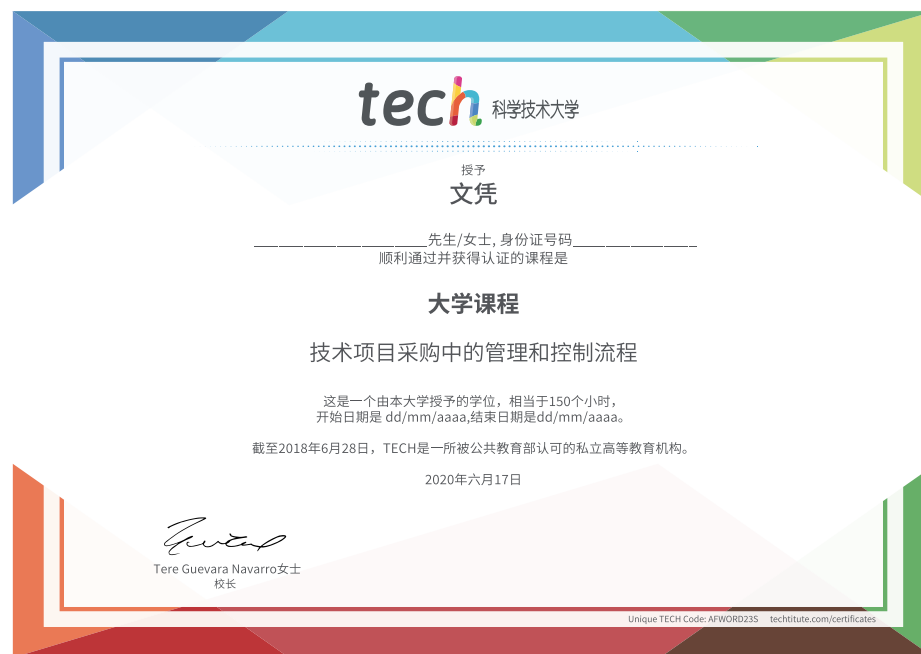 tech 科学技术大学
授予
文凭
______________________先生/女士, 身份证号码________________
顺利通过并获得认证的课程是
大学课程
技术项目采购中的管理和控制流程
这是一个由本大学授予的学位，相当于150个小时，
开始日期是 dd/mm/aaaa,结束日期是dd/mm/aaaa。
截至2018年6月28日，TECH是一所被公共教育部认可的私立高等教育机构。
2020年六月17日
Tere Guevara Navarro女士
校长
Unique TECH Code: AFWORD23S techtitute.com/certificates